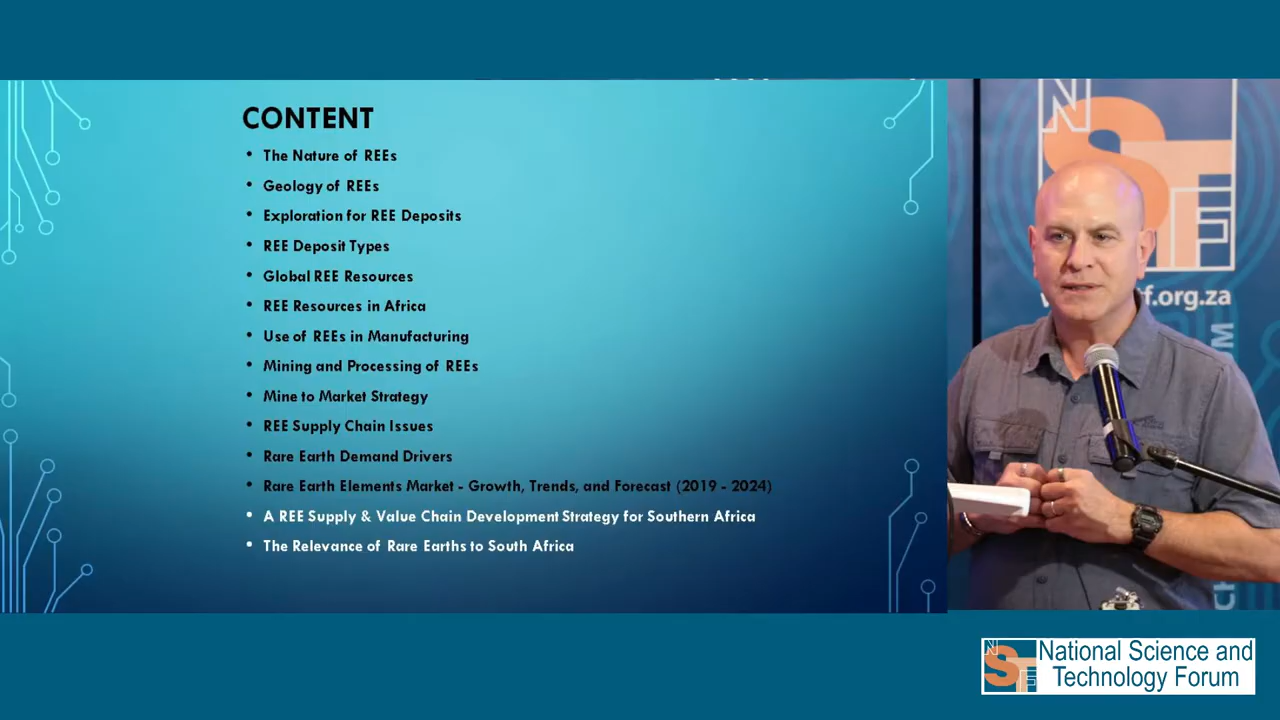 CONTENT
• The Nature of REEs
• Geology of REEs
• Exploration for REE Deposits
• REE Deposit Types
• Global REE Resources
• REE Resources in Africa
• Use of REEs in Manufacturing
• Mining and Processing of REEs
• Mine to Market Strategy
• REE Supply Chain Issues
• Rare Earth Demand Drivers
• Rare Earth Elements Market - Growth, Trends, and Forecast (2019 - 2024)
• A REE Supply & Value Chain Development Strategy for Southern Africa
• The Relevance of Rare Earths to South Africa
NSTF
f.org.za
NSTF
National Science and
Technology Forum